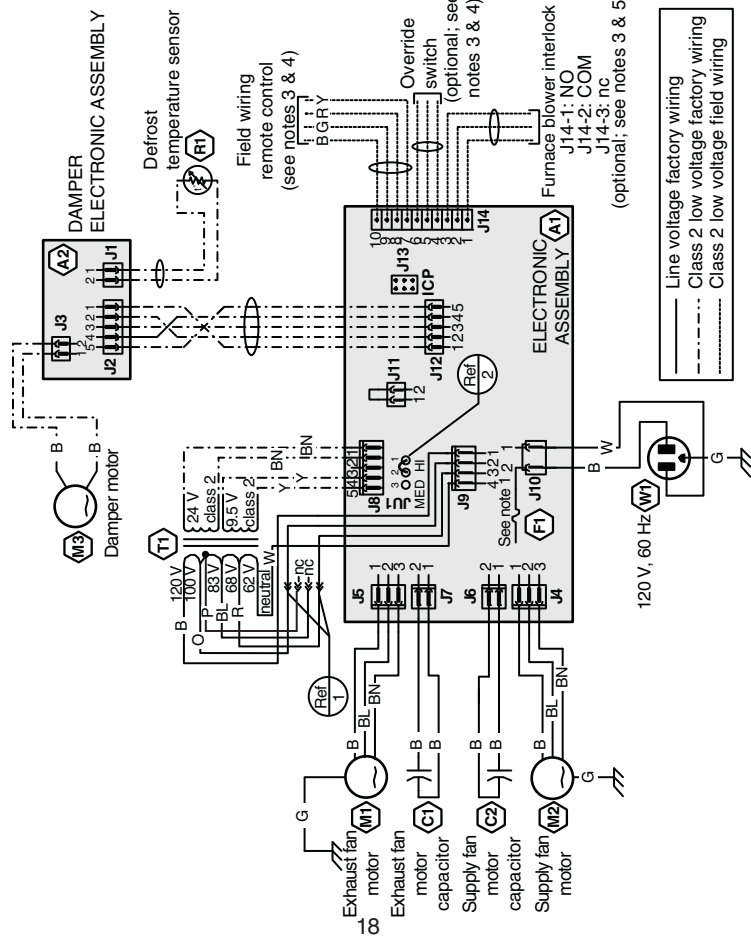 DAMPER
ELECTRONIC ASSEMBLY
A2
J3
1 2
J2
5 4 3 2 1
J1
2 1
Defrost
temperature sensor
R1
B
B
M3
Damper motor
Field wiring
remote control
(see notes 3 & 4)
B G R Y
Override
switch
(optional; see
notes 3 & 4)
Furnace blower interlock
J14-1: NO
J14-2: COM
J14-3: nc
(optional; see notes 3 & 5)
T1
120 V
100 V
83 V
68 V
62 V
neutral
24 V
class 2
9.5 V
class 2
BN
BN
Y
Y
B
O
P
BL
R
W
nc
nc
Ref
1
J8
5 4 3 2 1
JU1
4 3 2 1
MED HI
Ref
2
J11
1 2
J12
1 2 3 4 5
J13
ICP
J14
10
9
8
7
6
5
4
3
2
1
A1
ELECTRONIC
ASSEMBLY
J9
4 3 2 1
J10
2 1
See note 1
F1
J5
1
2
3
J7
2
1
J6
2
1
J4
1
2
3
G
B
BL
BN
M1
Exhaust fan
motor
B
B
C1
Exhaust fan
motor
capacitor
B
B
C2
Supply fan
motor
capacitor
B
BL
BN
G
M2
Supply fan
motor
B
W
G
W1
120 V, 60 Hz
Line voltage factory wiring
Class 2 low voltage factory wiring
Class 2 low voltage field wiring
18